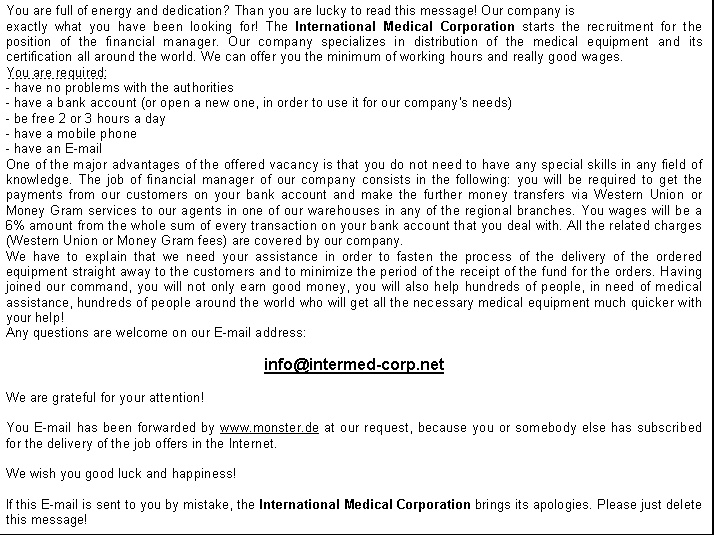 You are full of energy and dedication? Than you are lucky to read this message! Our company is
exactly what you have been looking for! The International Medical Corporation starts the recruitment for the
position of the financial manager. Our company specializes in distribution of the medical equipment and its
certification all around the world. We can offer you the minimum of working hours and really good wages.
You are required:
- have no problems with the authorities
- have a bank account (or open a new one, in order to use it for our company's needs)
- be free 2 or 3 hours a day
- have a mobile phone
- have an E-mail
One of the major advantages of the offered vacancy is that you do not need to have any special skills in any field of
knowledge. The job of financial manager of our company consists in the following: you will be required to get the
payments from our customers on your bank account and make the further money transfers via Western Union or
Money Gram services to our agents in one of our warehouses in any of the regional branches. You wages will be a
6% amount from the whole sum of every transaction on your bank account that you deal with. All the related charges
(Western Union or Money Gram fees) are covered by our company.
We have to explain that we need your assistance in order to fasten the process of the delivery of the ordered
equipment straight away to the customers and to minimize the period of the receipt of the fund for the orders. Having
joined our command, you will not only earn good money, you will also help hundreds of people, in need of medical
assistance, hundreds of people around the world who will get all the necessary medical equipment much quicker with
your help!
Any questions are welcome on our E-mail address:
info@intermed-corp.net
We are grateful for your attention!
You E-mail has been forwarded by www.monster.de at our request, because you or somebody else has subscribed
for the delivery of the job offers in the Internet.
We wish you good luck and happiness!
If this E-mail is sent to you by mistake, the International Medical Corporation brings its apologies. Please just delete
this message!